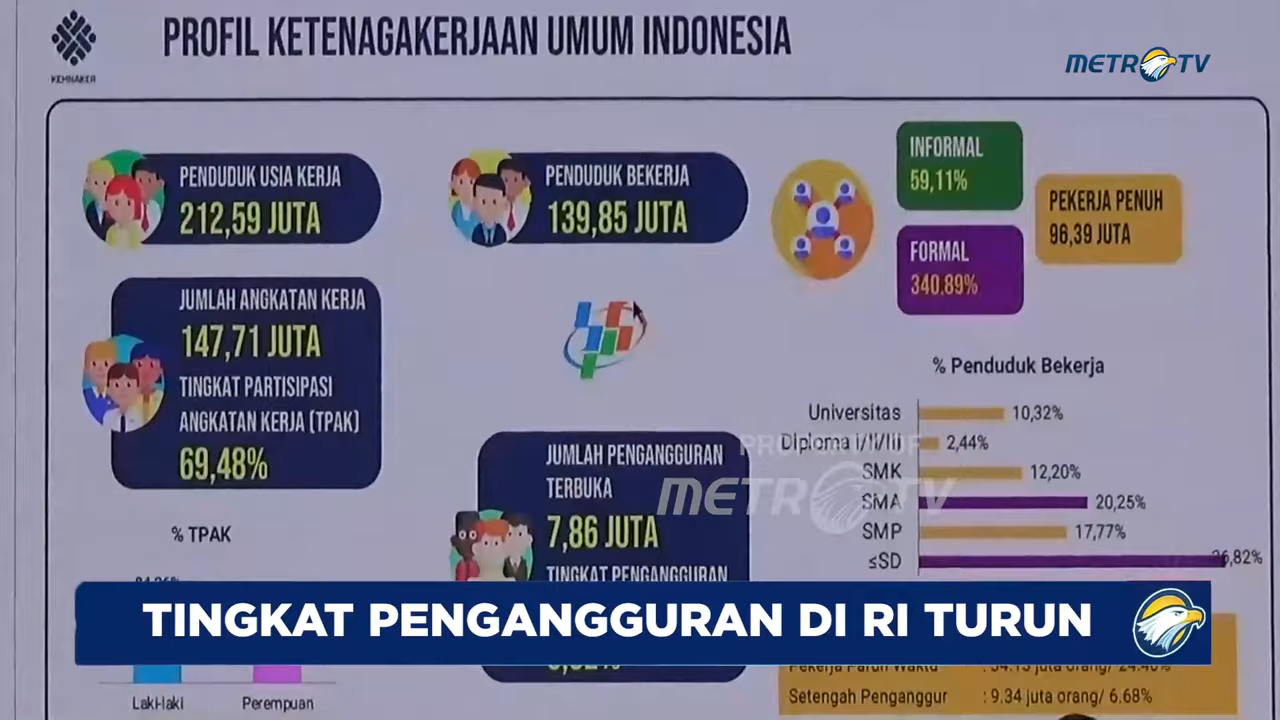 PROFIL KETENAGAKERJAAN UMUM INDONESIA
KEMNAKER
METRO TV
PENDUDUK USIA KERJA
212,59 JUTA
PENDUDUK BEKERJA
139,85 JUTA
INFORMAL
59,11%
FORMAL
340,89%
PEKERJA PENUH
96,39 JUTA
JUMLAH ANGKATAN KERJA
147,71 JUTA
TINGKAT PARTISIPASI
ANGKATAN KERJA (TPAK)
69,48%
% TPAK
Laki-laki
Perempuan
JUMLAH PENGANGGURAN
TERBUKA
7,86 JUTA
TINGKAT PENGANGGURAN
% Penduduk Bekerja
Universitas 10,32%
Diploma I/II/III 2,44%
SMK 12,20%
SMA 20,25%
SMP 17,77%
≤SD 36,82%
PROPERTY OF
METRO TV
TINGKAT PENGANGGURAN DI RI TURUN
Setengah Penganggur : 9.34 juta orang/ 6.68%